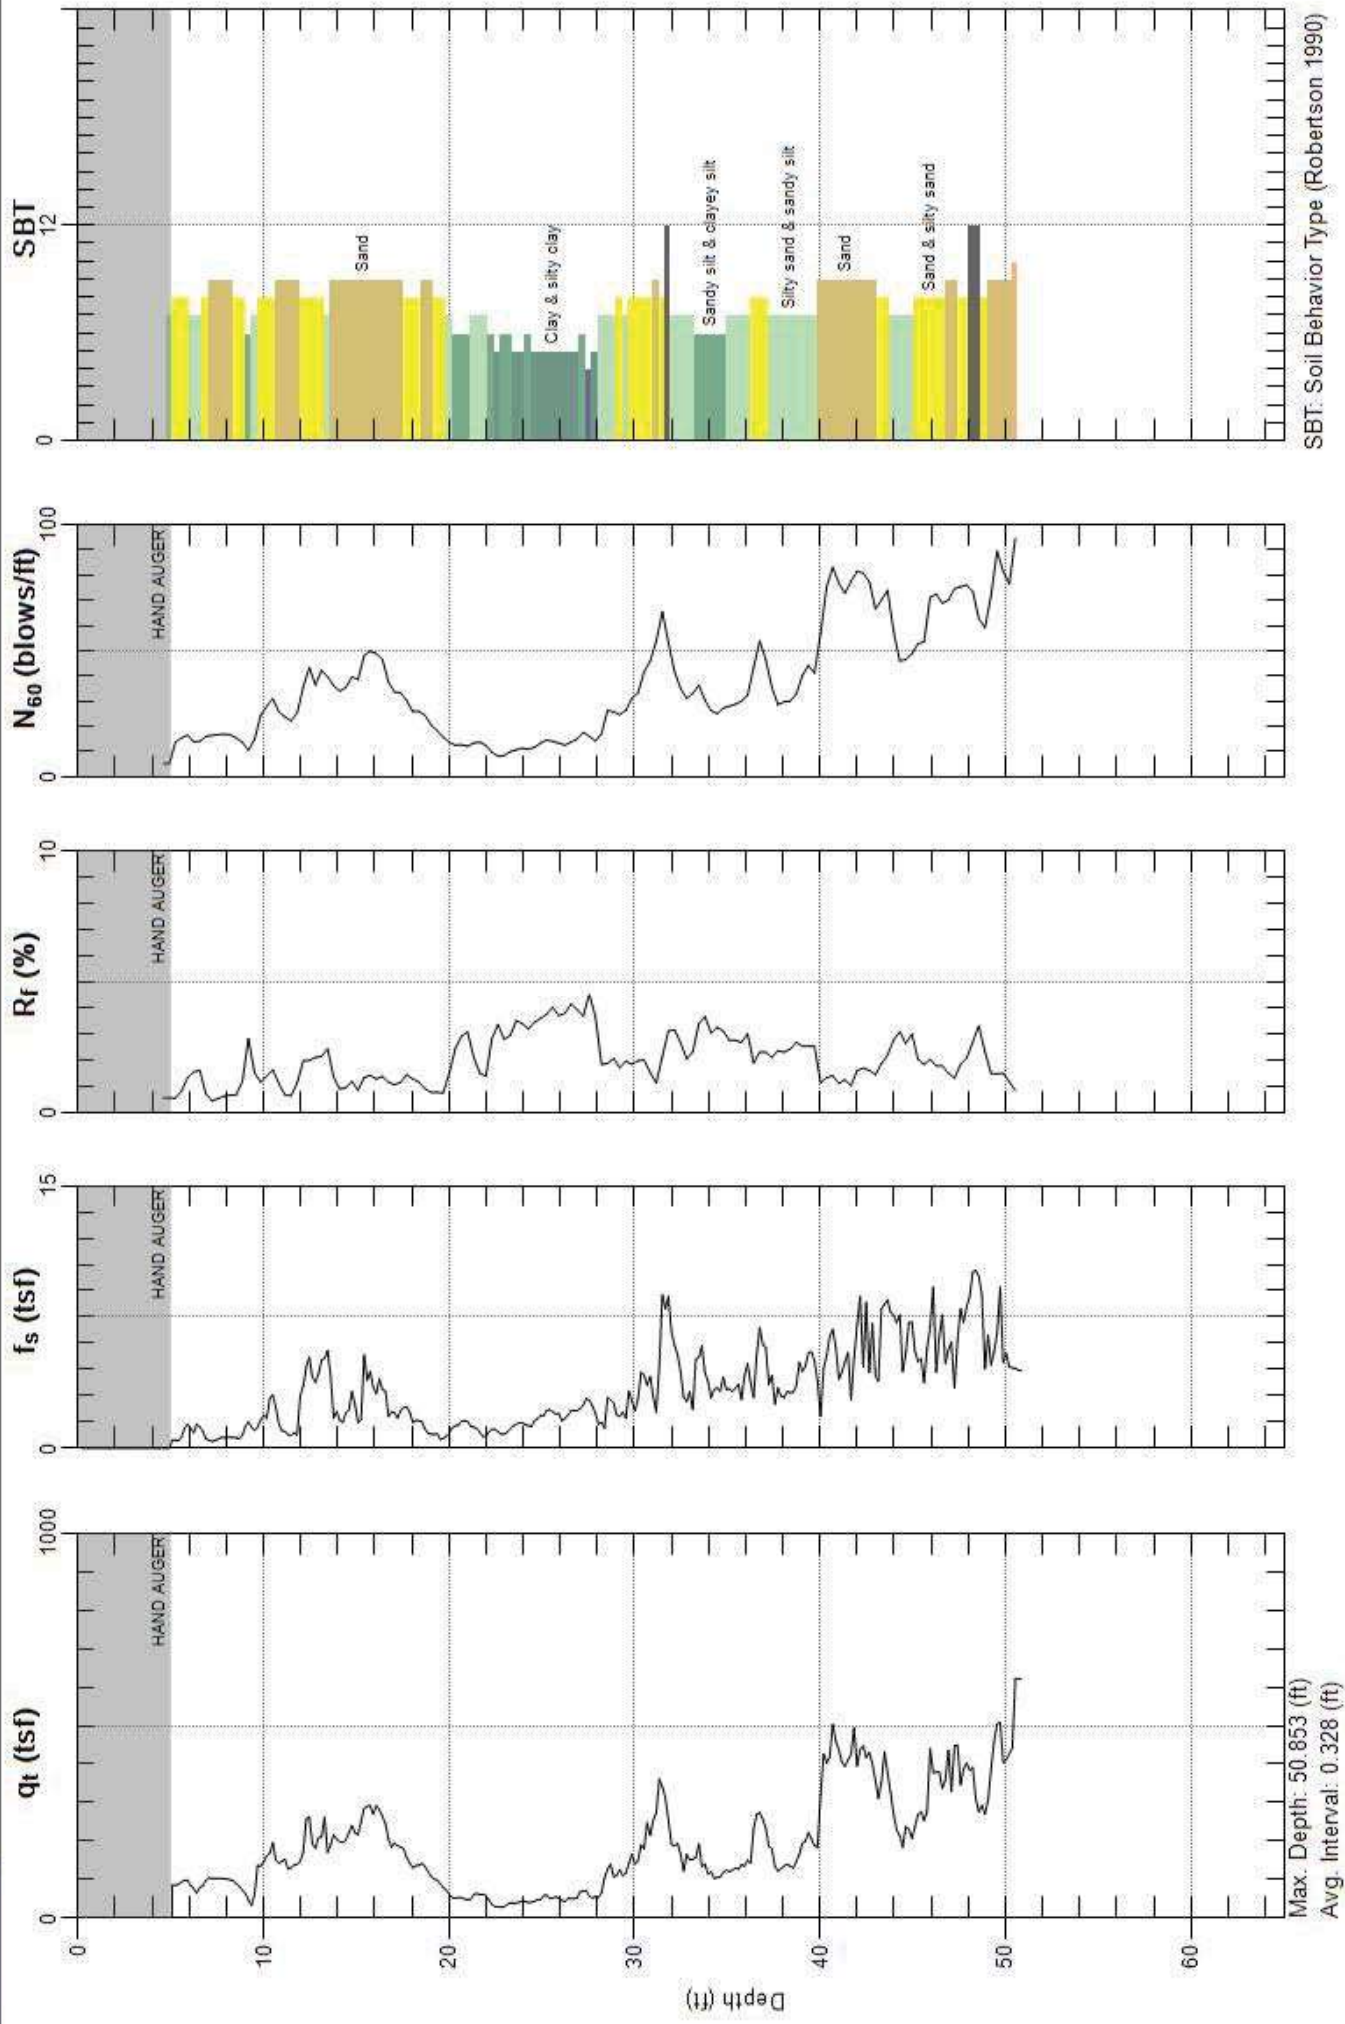 qt (tsf)
0
1000
HAND AUGER
0
10
20
30
40
50
60
Depth (ft)
Max. Depth: 50.853 (ft)
Avg. Interval: 0.328 (ft)
fs (tsf)
0
15
HAND AUGER
Rf (%)
0
10
HAND AUGER
N60 (blows/ft)
0
100
HAND AUGER
SBT
0
12
Sand
Clay & silty clay
Sandy silt & clayey silt
Silty sand & sandy silt
Sand
Sand & silty sand
SBT: Soil Behavior Type (Robertson 1990)